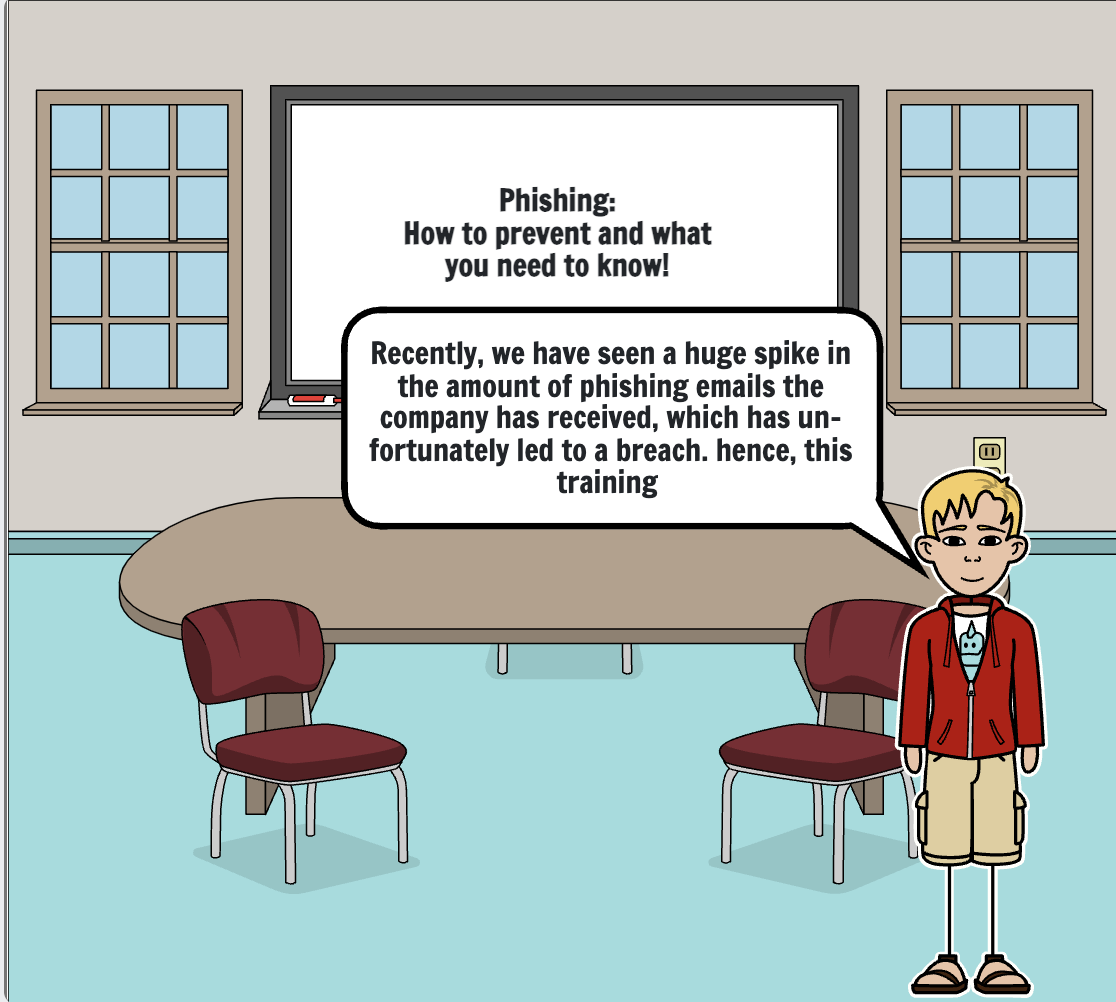 Phishing:
How to prevent and what
you need to know!
Recently, we have seen a huge spike in
the amount of phishing emails the
company has received, which has un-
fortunately led to a breach. hence, this
training